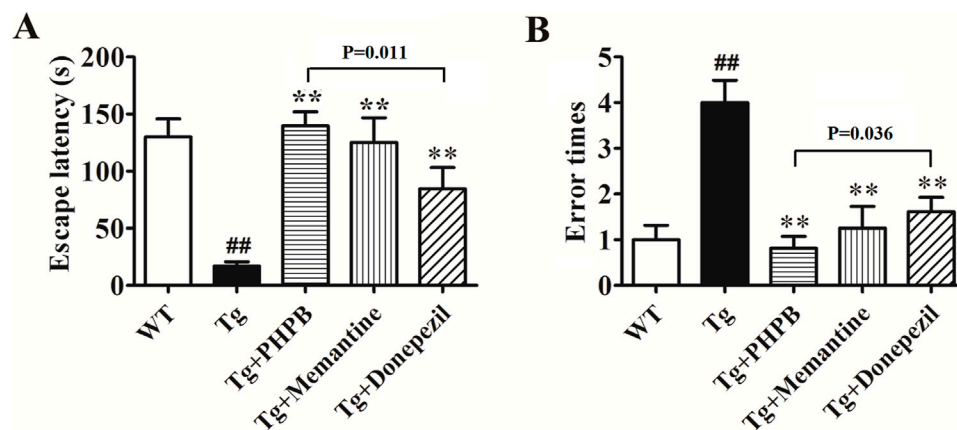 A
Escape latency (s)
200
150
100
50
0
P=0.011
##
**
**
**
WT
Tg
Tg+PHPB
Tg+Memantine
Tg+Donepezil
B
Error times
5
4
3
2
1
0
##
P=0.036
**
**
**
WT
Tg
Tg+PHPB
Tg+Memantine
Tg+Donepezil